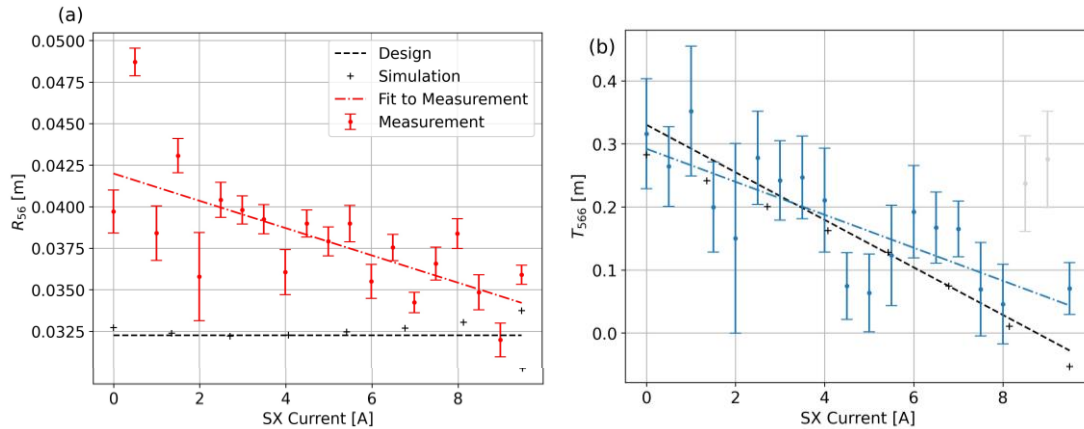 (a)
0.0500
0.0475
0.0450
0.0425
0.0400
0.0375
0.0350
0.0325
R₅₆ [m]
0 2 4 6 8
SX Current [A]
Design
Simulation
Fit to Measurement
Measurement
(b)
0.4
0.3
0.2
0.1
0.0
T₅₆₆ [m]
0 2 4 6 8
SX Current [A]